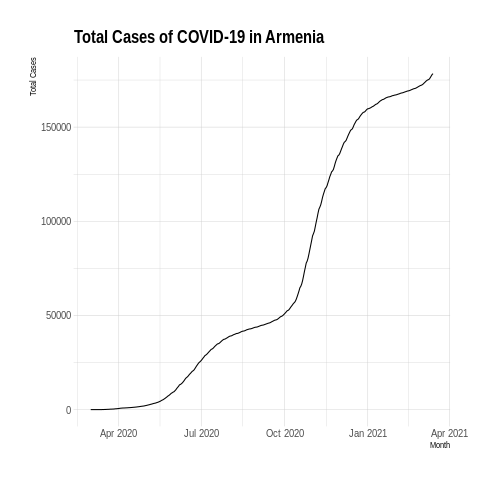 Total Cases of COVID-19 in Armenia
Total Cases
150000
100000
50000
0
Apr 2020 Jul 2020 Oct 2020 Jan 2021 Apr 2021
Month